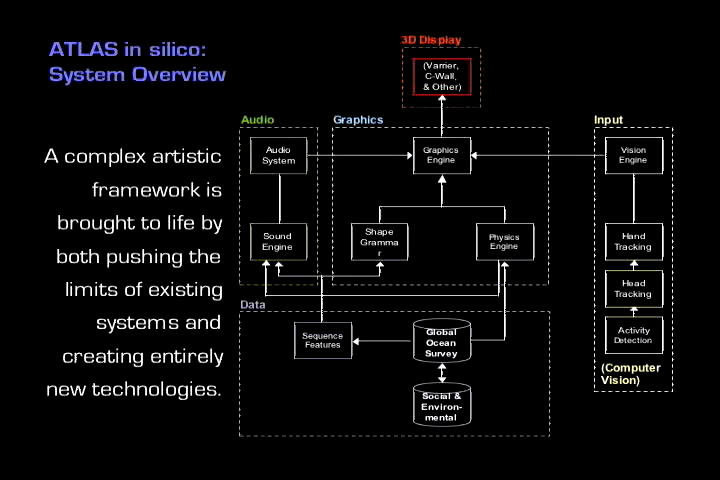 ATLAS in silico:
System Overview
A complex artistic
framework is
brought to life by
both pushing the
limits of existing
systems and
creating entirely
new technologies.
3D Display
(Varrier,
C-Wall,
& Other)
Audio
Audio
System
Sound
Engine
Graphics
Graphics
Engine
Shape
Gramma
r
Physics
Engine
Input
Vision
Engine
Hand
Tracking
Head
Tracking
Activity
Detection
(Computer
Vision)
Data
Sequence
Features
Global
Ocean
Survey
Social &
Environ-
mental